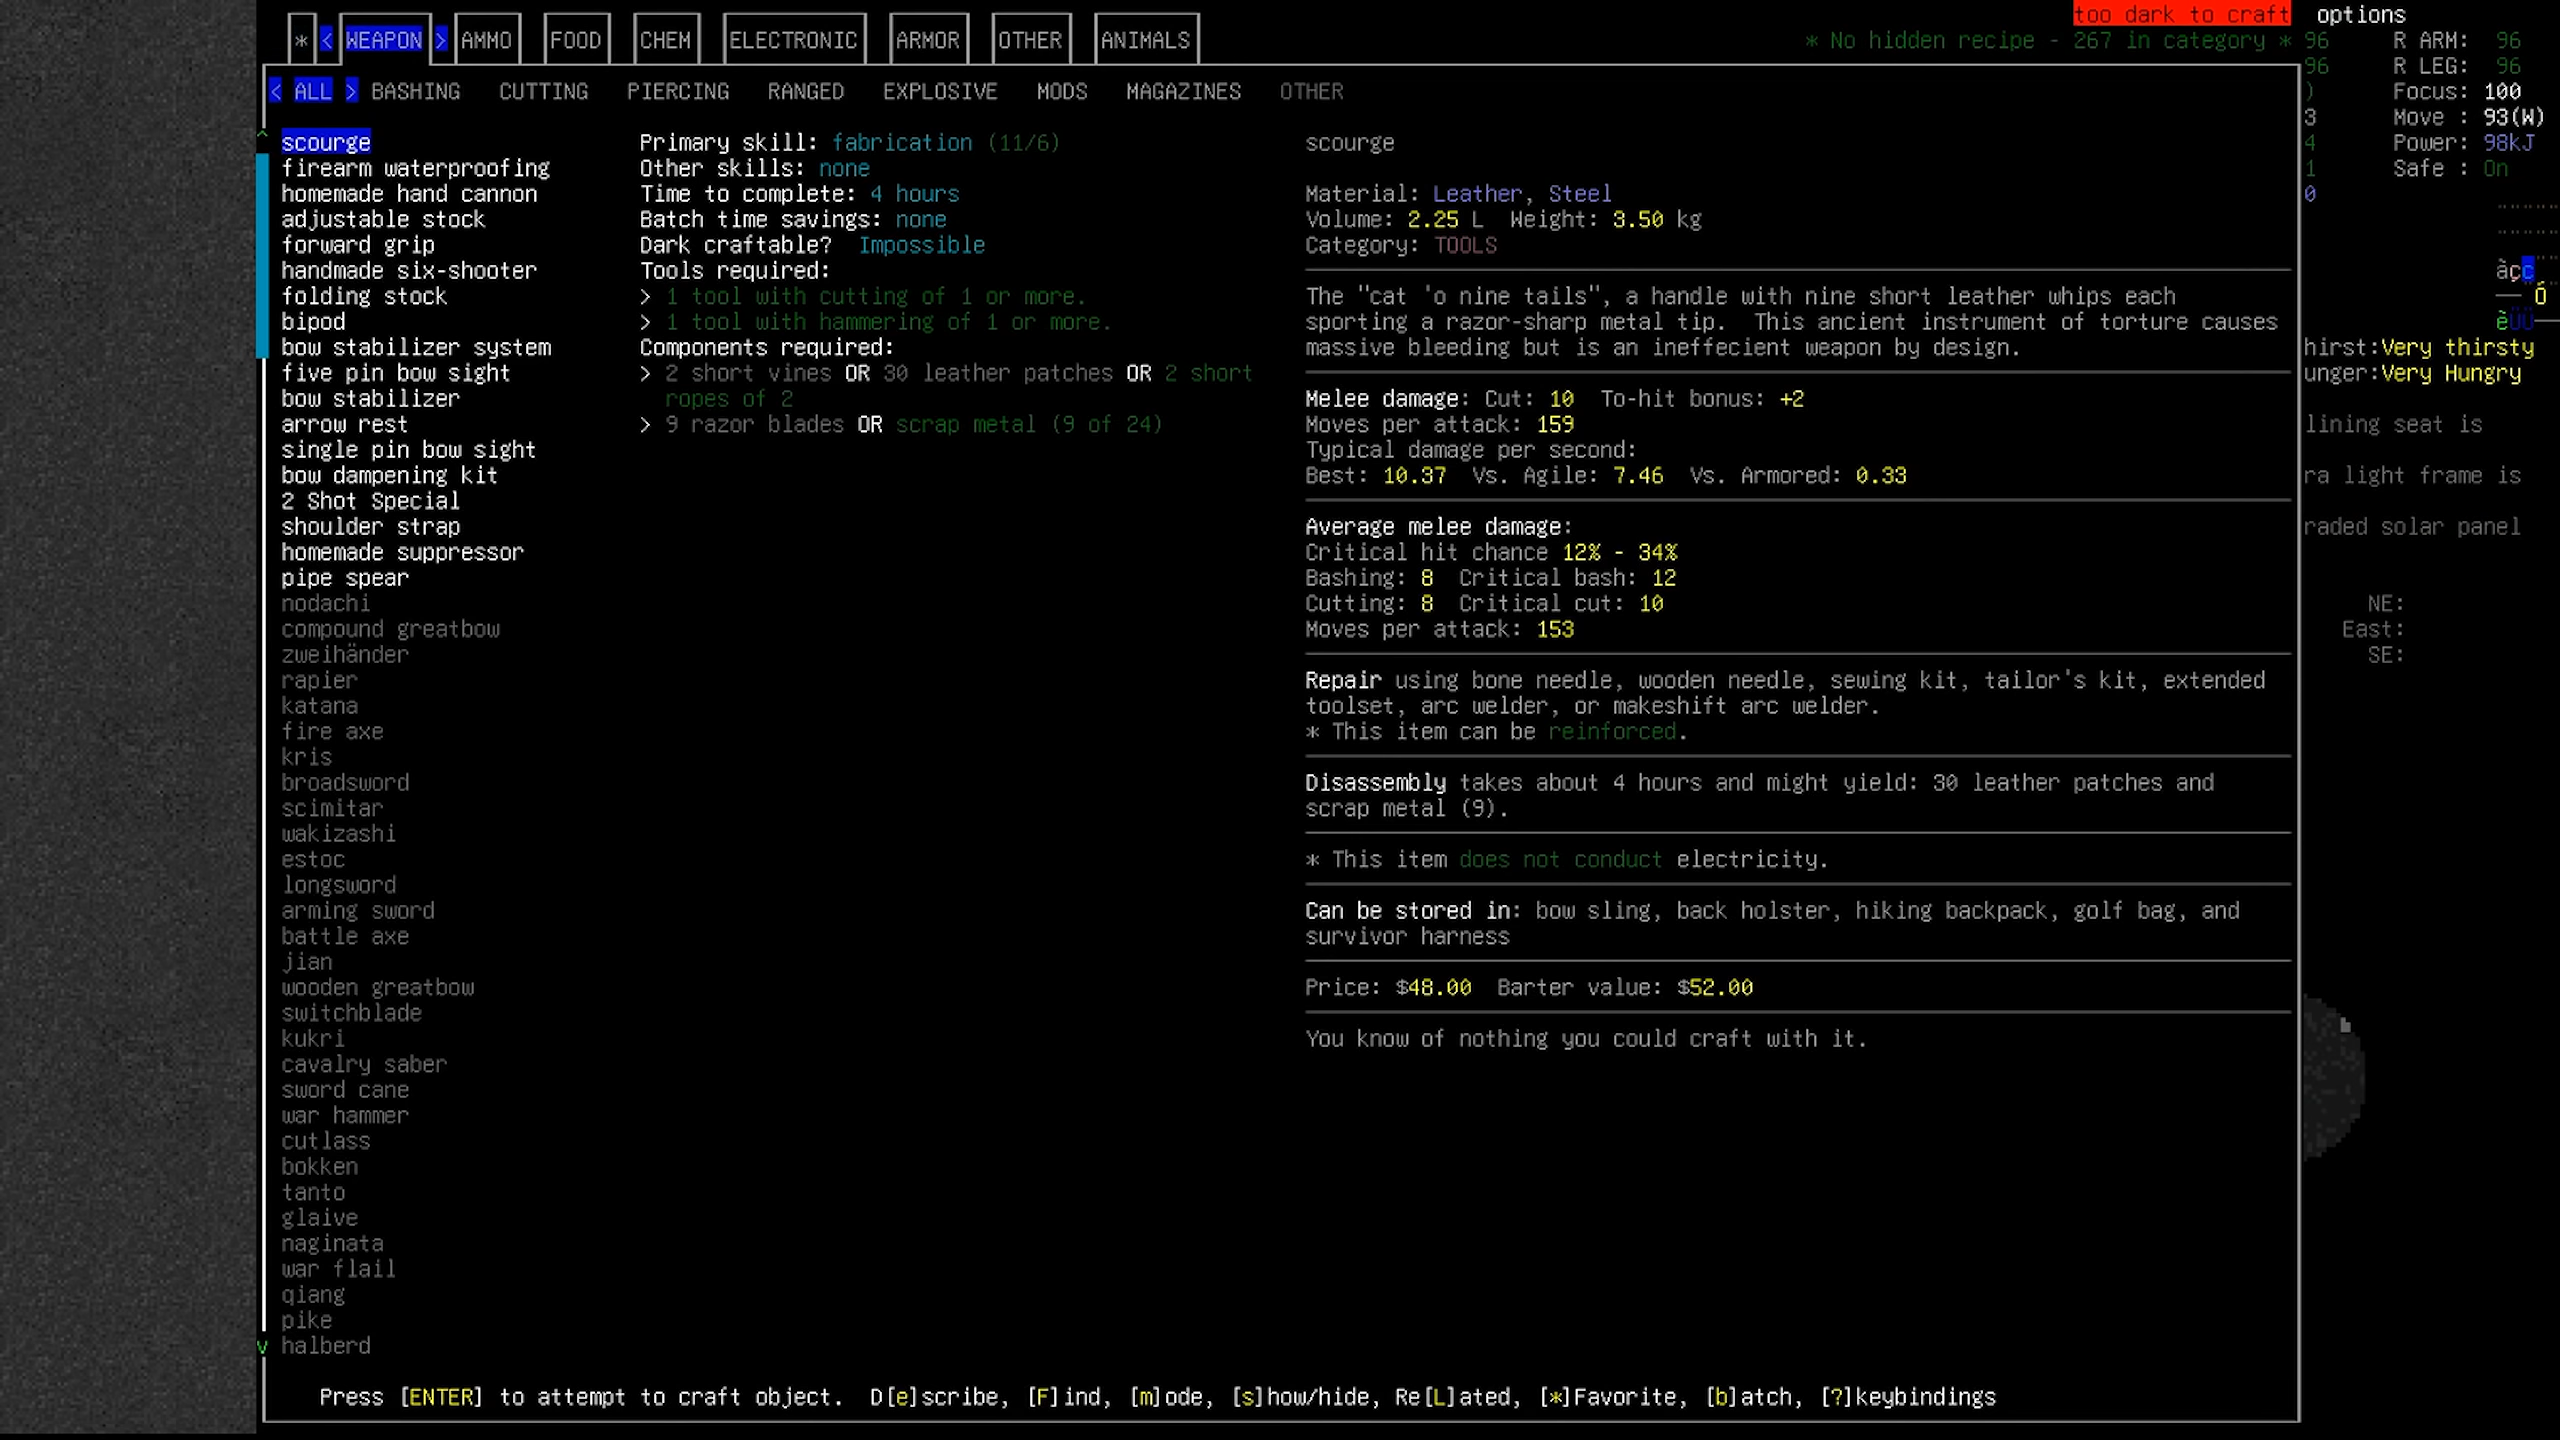 too dark to craft options
* < WEAPON > AMMO FOOD CHEM ELECTRONIC ARMOR OTHER ANIMALS
* No hidden recipe - 267 in category * 96 R ARM: 96
96 R LEG: 96
< ALL > BASHING CUTTING PIERCING RANGED EXPLOSIVE MODS MAGAZINES OTHER
) Focus: 100
3 Move : 93(W)
4 Power: 98kJ
1 Safe : On
0
àçc
Ó
èÜÜ
hirst:Very thirsty
unger:Very Hungry
lining seat is
ra light frame is
raded solar panel
NE:
East:
SE:
scourge
firearm waterproofing
homemade hand cannon
adjustable stock
forward grip
handmade six-shooter
folding stock
bipod
bow stabilizer system
five pin bow sight
bow stabilizer
arrow rest
single pin bow sight
bow dampening kit
2 Shot Special
shoulder strap
homemade suppressor
pipe spear
nodachi
compound greatbow
zweihänder
rapier
katana
fire axe
kris
broadsword
scimitar
wakizashi
estoc
longsword
arming sword
battle axe
jian
wooden greatbow
switchblade
kukri
cavalry saber
sword cane
war hammer
cutlass
bokken
tanto
glaive
naginata
war flail
qiang
pike
v halberd
Primary skill: fabrication (11/6)
Other skills: none
Time to complete: 4 hours
Batch time savings: none
Dark craftable? Impossible
Tools required:
> 1 tool with cutting of 1 or more.
> 1 tool with hammering of 1 or more.
Components required:
> 2 short vines OR 30 leather patches OR 2 short
ropes of 2
> 9 razor blades OR scrap metal (9 of 24)
scourge
Material: Leather, Steel
Volume: 2.25 L Weight: 3.50 kg
Category: TOOLS
The "cat 'o nine tails", a handle with nine short leather whips each
sporting a razor-sharp metal tip. This ancient instrument of torture causes
massive bleeding but is an ineffecient weapon by design.
Melee damage: Cut: 10 To-hit bonus: +2
Moves per attack: 159
Typical damage per second:
Best: 10.37 Vs. Agile: 7.46 Vs. Armored: 0.33
Average melee damage:
Critical hit chance 12% - 34%
Bashing: 8 Critical bash: 12
Cutting: 8 Critical cut: 10
Moves per attack: 153
Repair using bone needle, wooden needle, sewing kit, tailor's kit, extended
toolset, arc welder, or makeshift arc welder.
* This item can be reinforced.
Disassembly takes about 4 hours and might yield: 30 leather patches and
scrap metal (9).
* This item does not conduct electricity.
Can be stored in: bow sling, back holster, hiking backpack, golf bag, and
survivor harness
Price: $48.00 Barter value: $52.00
You know of nothing you could craft with it.
Press [ENTER] to attempt to craft object. D[e]scribe, [F]ind, [m]ode, [s]how/hide, Re[L]ated, [*]Favorite, [b]atch, [?]keybindings